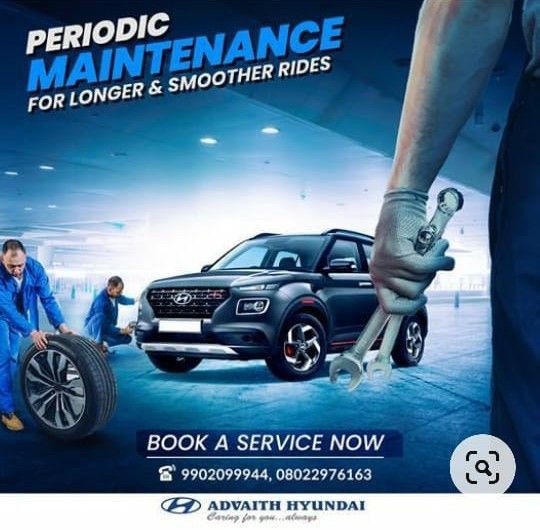 PERIODIC
MAINTENANCE
FOR LONGER & SMOOTHER RIDES
BOOK A SERVICE NOW
9902099944, 08022976163
ADVAITH HYUNDAI
Caring for you...always